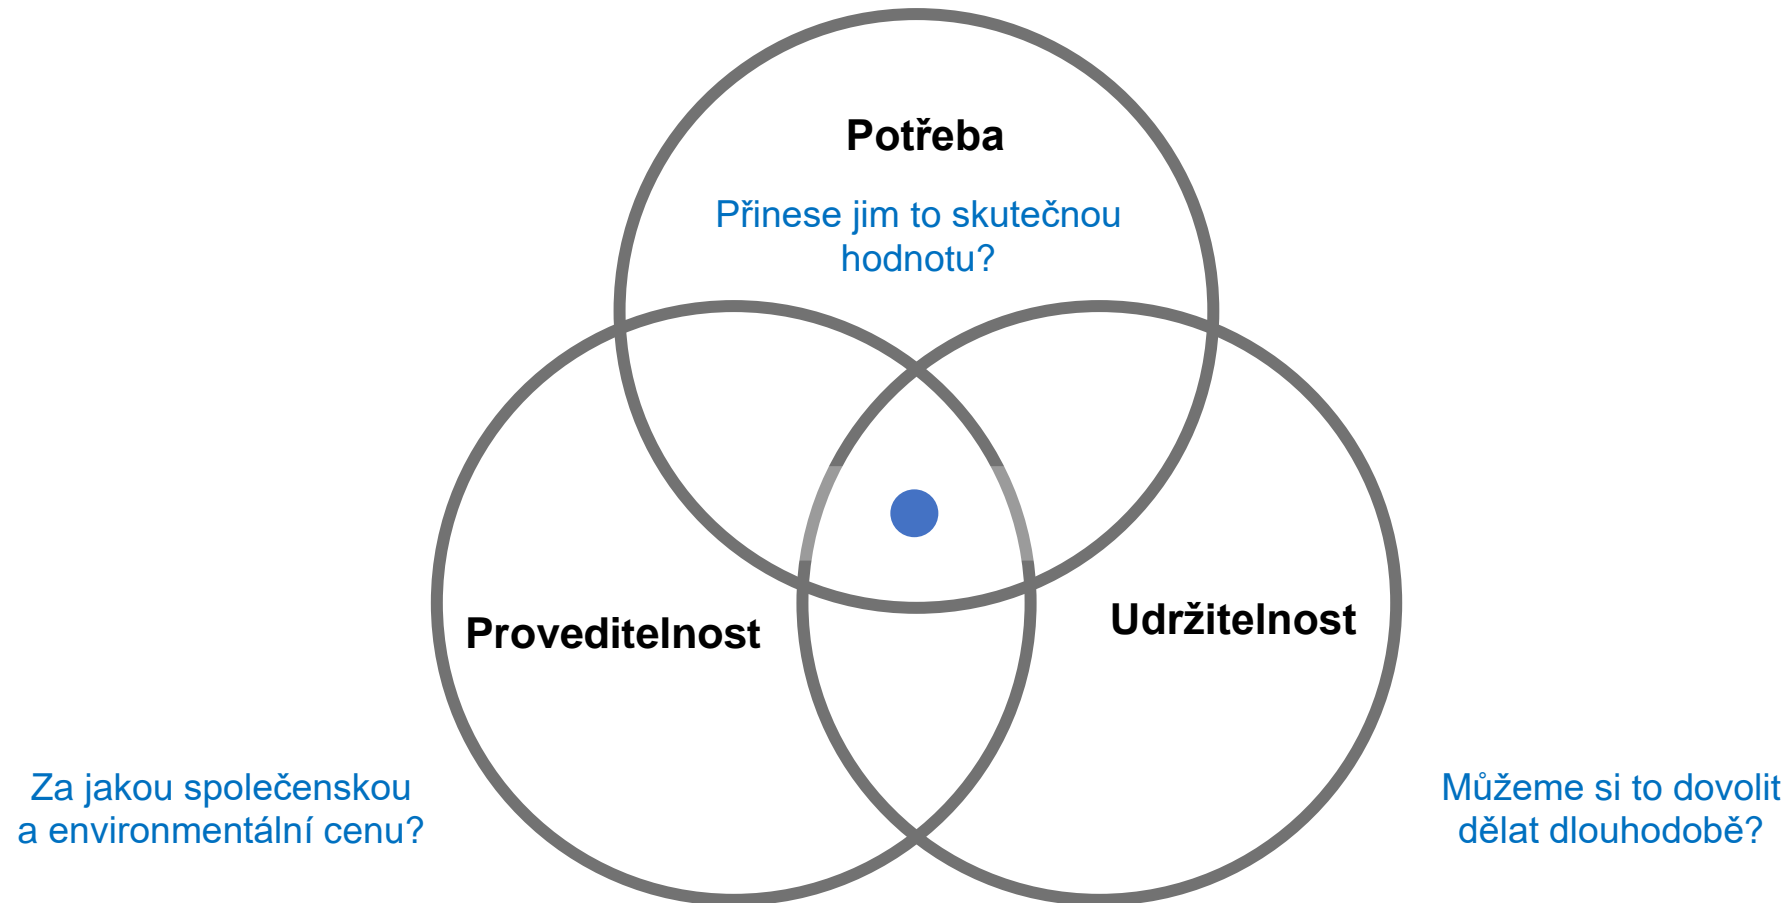 Potřeba
Přinese jim to skutečnou
hodnotu?
Proveditelnost
Udržitelnost
Za jakou společenskou
a environmentální cenu?
Můžeme si to dovolit
dělat dlouhodobě?